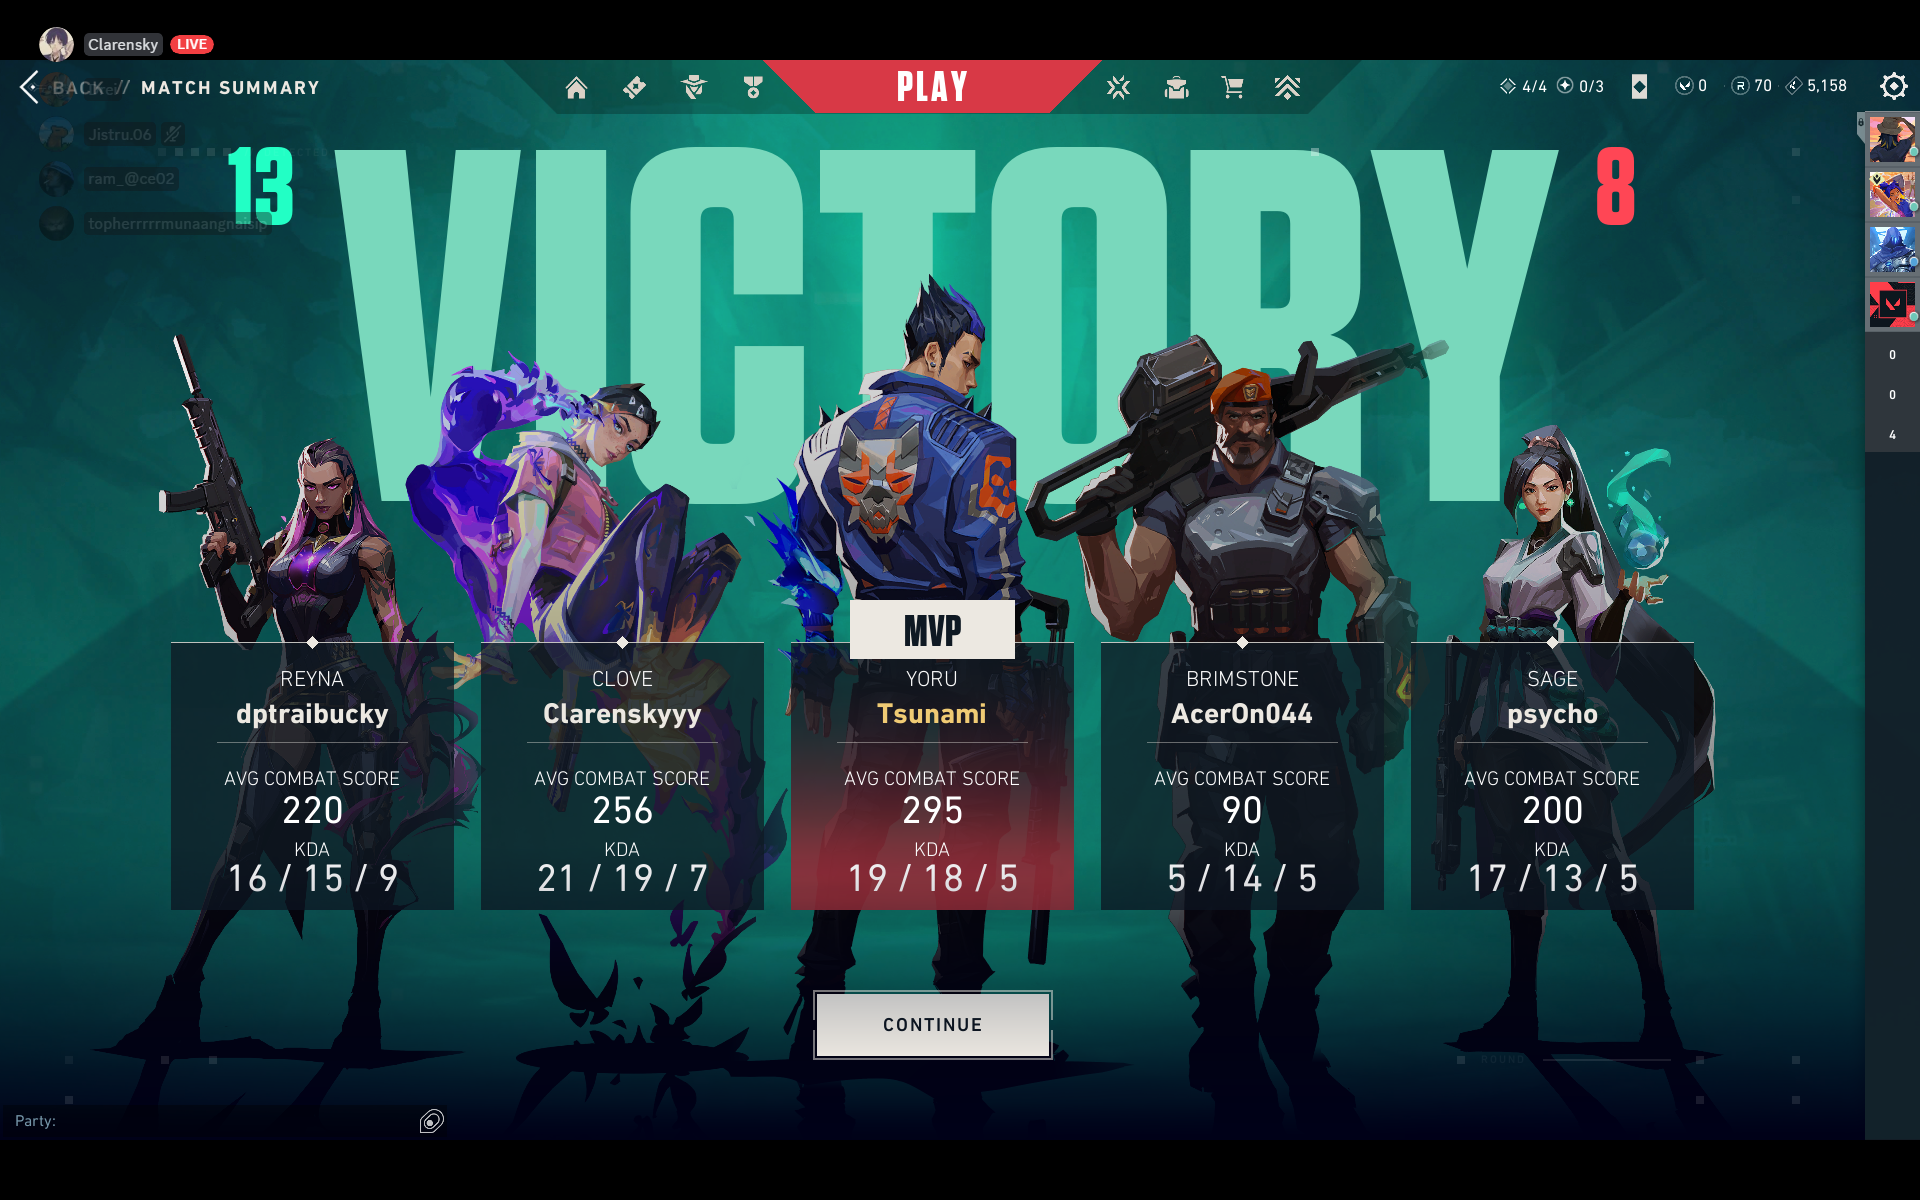 Clarensky LIVE
BACK // MATCH SUMMARY
PLAY
4/4 0/3 0 70 5,158
Jistru.06
ram_@ce02
topherrrrrmunaangnaisip
13
VICTORY
8
0
0
4
MVP
REYNA
dptraibucky
AVG COMBAT SCORE
220
KDA
16 / 15 / 9
CLOVE
Clarenskyyy
AVG COMBAT SCORE
256
KDA
21 / 19 / 7
YORU
Tsunami
AVG COMBAT SCORE
295
KDA
19 / 18 / 5
BRIMSTONE
AcerOn044
AVG COMBAT SCORE
90
KDA
5 / 14 / 5
SAGE
psycho
AVG COMBAT SCORE
200
KDA
17 / 13 / 5
CONTINUE
ROUND
Party: